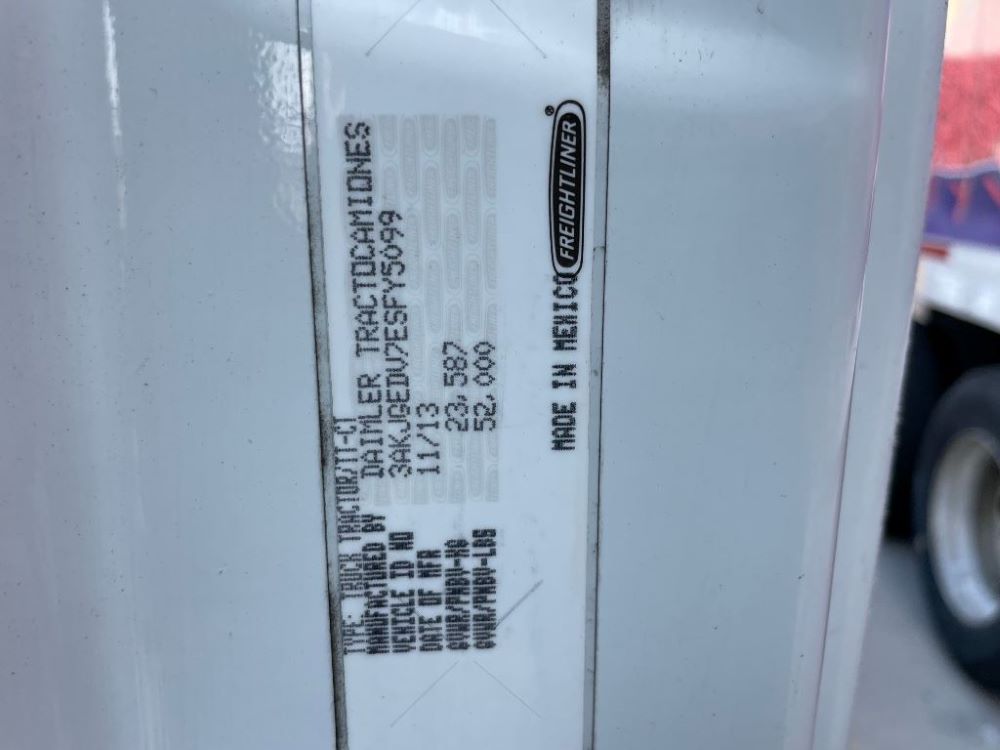 TYPE: TRUCK TRACTOR/TT-CT
MANUFACTURED BY DAIMLER TRACTOCAMIONES
VEHICLE ID NO 3AKJGEDV7ESFY5099
DATE OF MFR 11/13
GVWR/PNBV-KG 23,587
GVWR/PNBV-LBS 52,000
MADE IN MEXICO FREIGHTLINER®